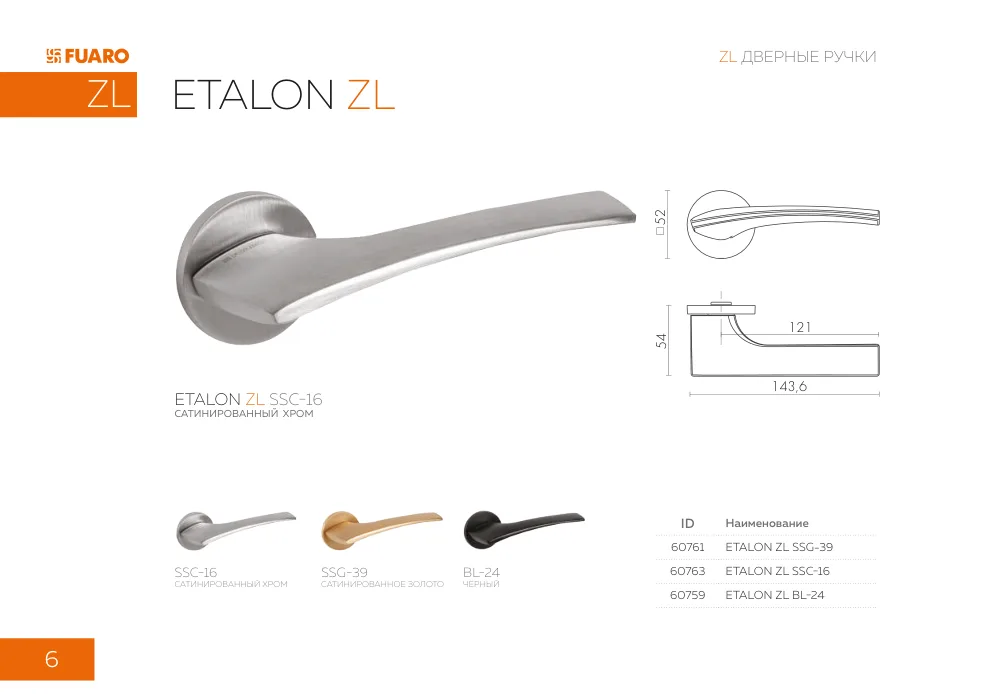 FUARO
ZL ДВЕРНЫЕ РУЧКИ
ZL
ETALON ZL
□52
54
121
143,6
ETALON ZL SSC-16
САТИНИРОВАННЫЙ ХРОМ
SSC-16
САТИНИРОВАННЫЙ ХРОМ
SSG-39
САТИНИРОВАННОЕ ЗОЛОТО
BL-24
ЧЕРНЫЙ
ID Наименование
60761 ETALON ZL SSG-39
60763 ETALON ZL SSC-16
60759 ETALON ZL BL-24
6